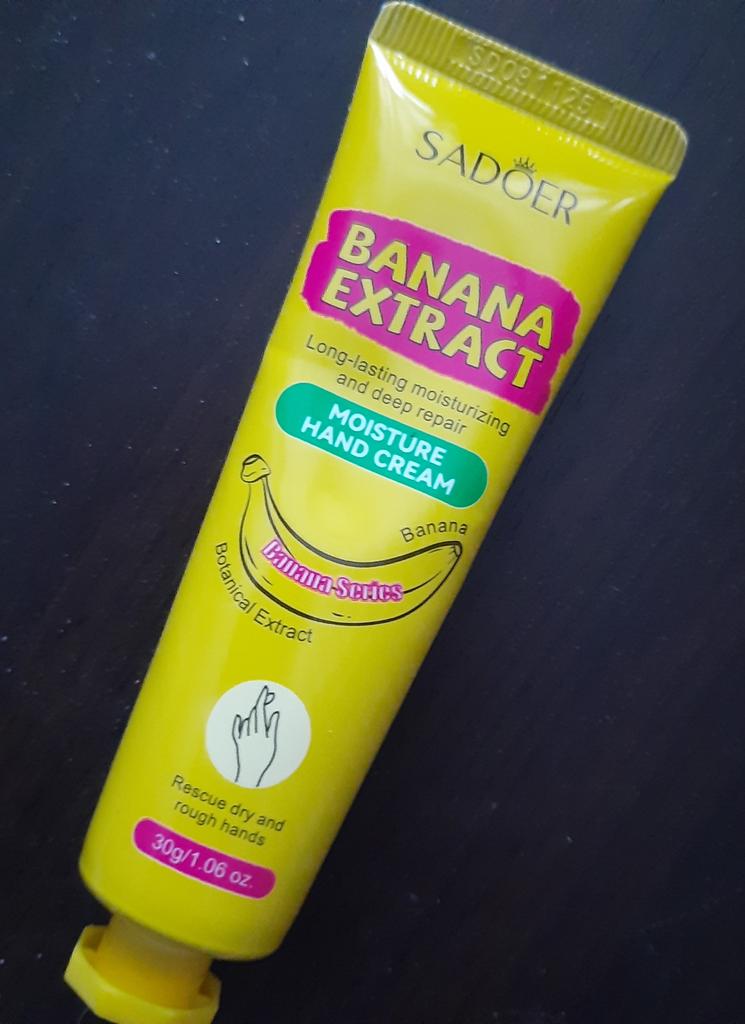 SD081125
SADOER
BANANA
EXTRACT
Long-lasting moisturizing
and deep repair
MOISTURE
HAND CREAM
Banana
Banana Series
Botanical Extract
Rescue dry and
rough hands
30g/1.06 oz.